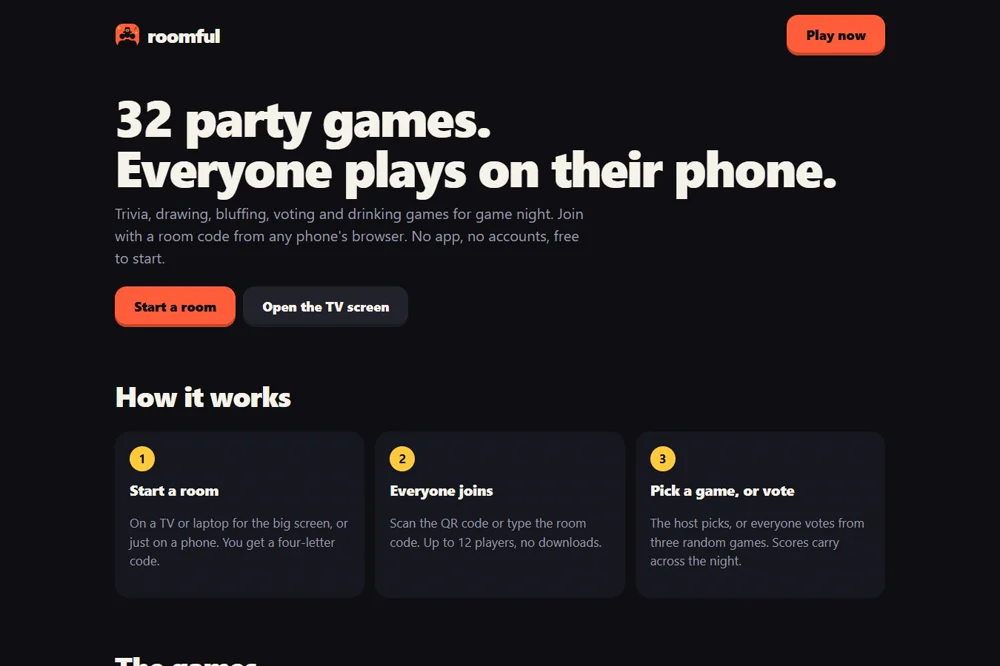 roomful
Play now
32 party games.
Everyone plays on their phone.
Trivia, drawing, bluffing, voting and drinking games for game night. Join
with a room code from any phone's browser. No app, no accounts, free
to start.
Start a room
Open the TV screen
How it works
1
Start a room
On a TV or laptop for the big screen, or
just on a phone. You get a four-letter
code.
2
Everyone joins
Scan the QR code or type the room
code. Up to 12 players, no downloads.
3
Pick a game, or vote
The host picks, or everyone votes from
three random games. Scores carry
across the night.
The games